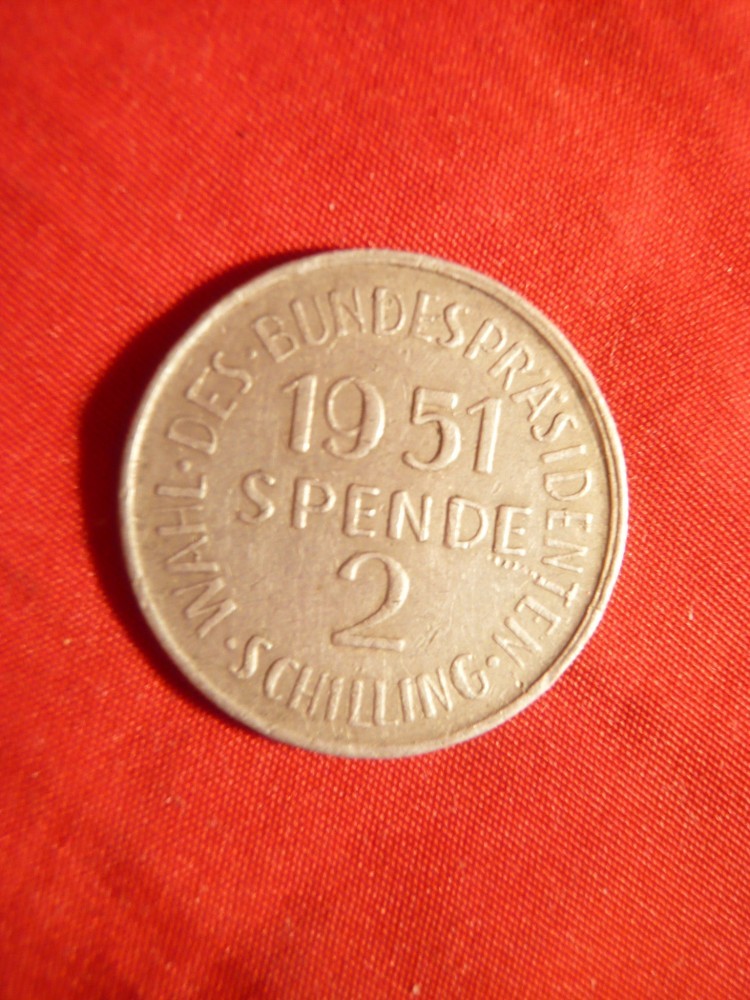 WAHL · DES · BUNDESPRÄSIDENTEN ·
1951
SPENDE
2
SCHILLING ·